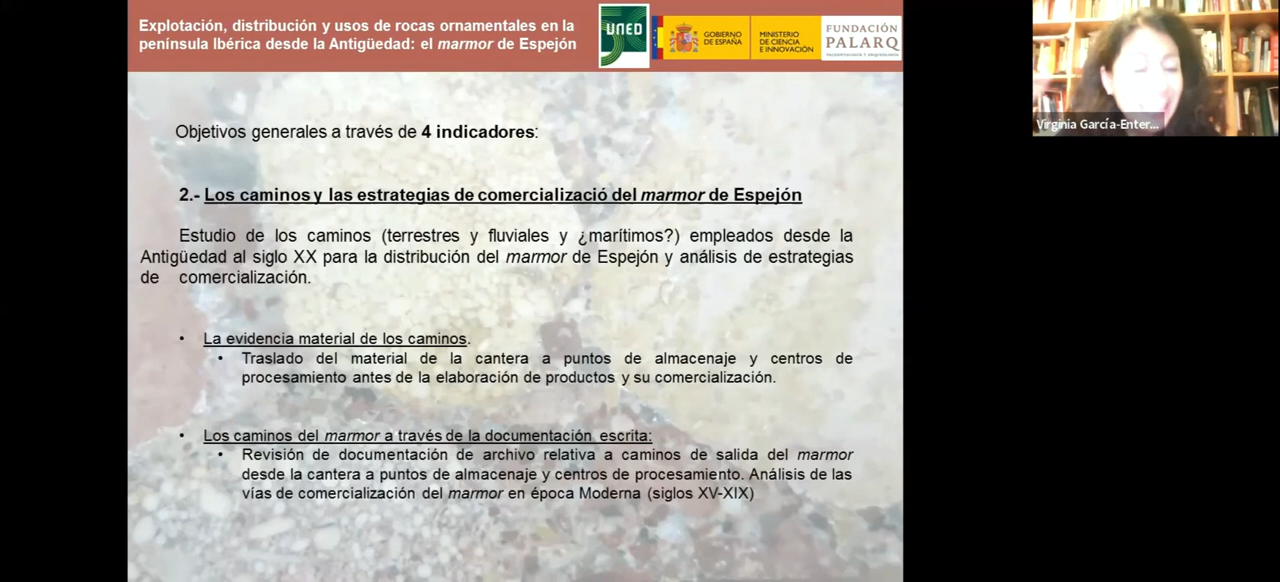 Explotación, distribución y usos de rocas ornamentales en la
península Ibérica desde la Antigüedad: el marmor de Espejón
UNED
GOBIERNO
DE ESPAÑA
MINISTERIO
DE CIENCIA
E INNOVACIÓN
FUNDACIÓN
PALARQ
Virginia García-Enter...
Objetivos generales a través de 4 indicadores:
2.- Los caminos y las estrategias de comercializació del marmor de Espejón
Estudio de los caminos (terrestres y fluviales y ¿marítimos?) empleados desde la
Antigüedad al siglo XX para la distribución del marmor de Espejón y análisis de estrategias
de comercialización.
• La evidencia material de los caminos.
• Traslado del material de la cantera a puntos de almacenaje y centros de
procesamiento antes de la elaboración de productos y su comercialización.
• Los caminos del marmor a través de la documentación escrita:
• Revisión de documentación de archivo relativa a caminos de salida del marmor
desde la cantera a puntos de almacenaje y centros de procesamiento. Análisis de las
vías de comercialización del marmor en época Moderna (siglos XV-XIX)